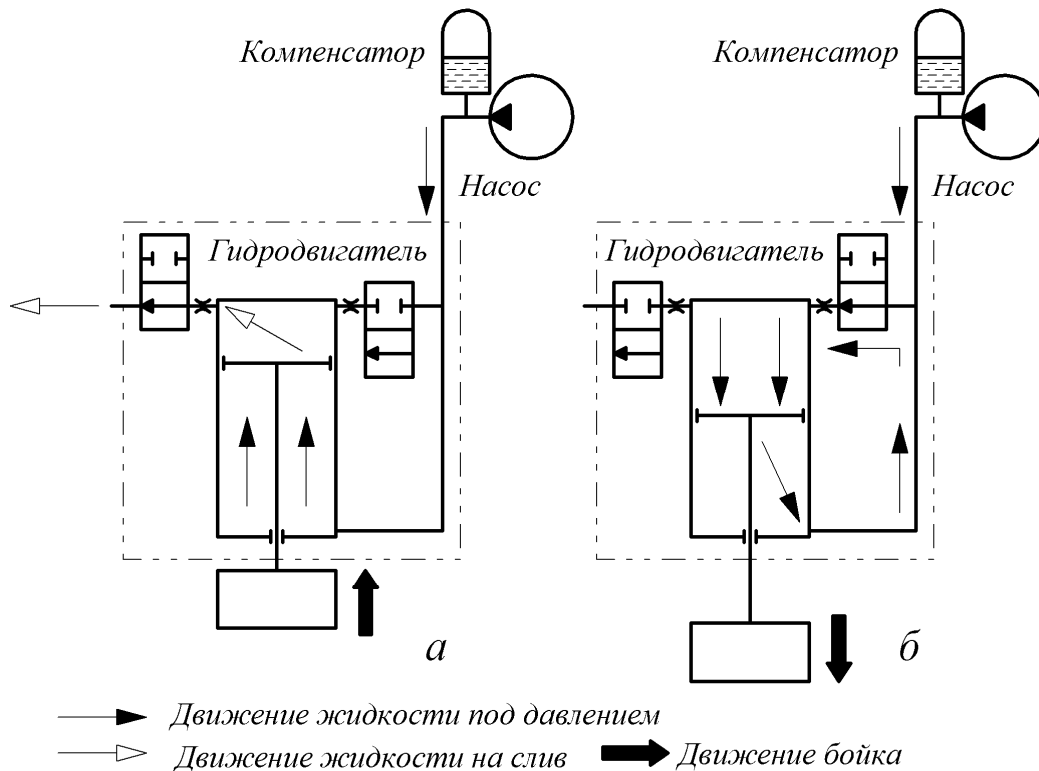 Компенсатор
Компенсатор
Насос
Насос
Гидродвигатель
Гидродвигатель
а
б
Движение жидкости под давлением
Движение жидкости на слив
Движение бойка